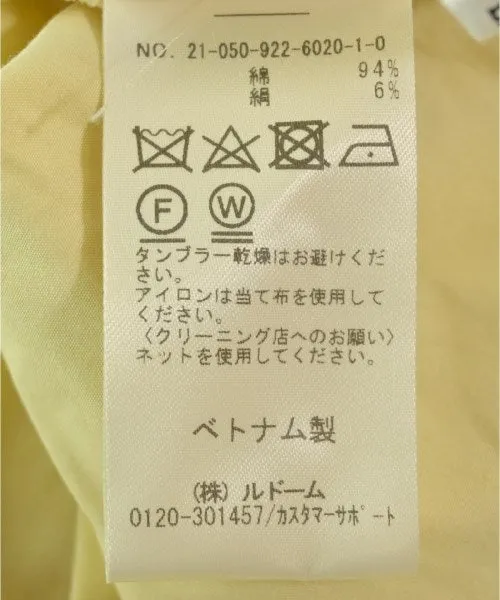 NO. 21-050-922-6020-1-0
綿 94%
絹 6%
F W
タンブラー乾燥はお避けくだ
さい。
アイロンは当て布を使用して
ください。
〈クリーニング店へのお願い〉
ネットを使用してください。
ベトナム製
(株) ルドーム
0120-301457/カスタマーサポート